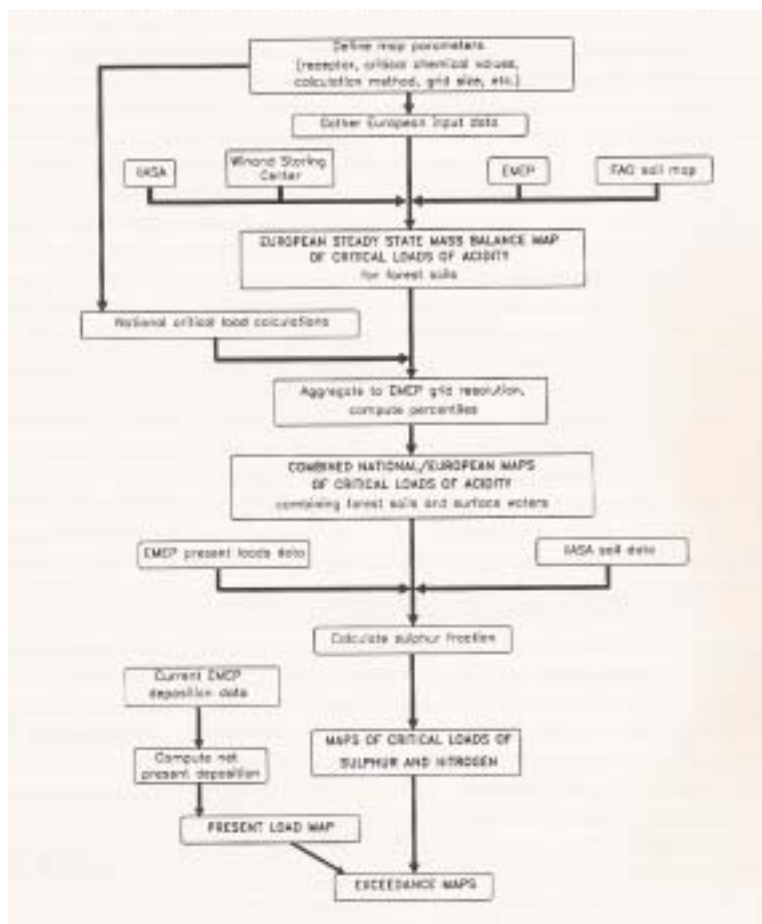 Define map parameters
(receptor, critical chemical values,
calculation method, grid size, etc.)
Gather European input data
IIASA
Winand Staring
Center
EMEP
FAO soil map
EUROPEAN STEADY STATE MASS BALANCE MAP
OF CRITICAL LOADS OF ACIDITY
for forest soils
National critical load calculations
Aggregate to EMEP grid resolution,
compute percentiles
COMBINED NATIONAL/EUROPEAN MAPS
OF CRITICAL LOADS OF ACIDITY
combining forest soils and surface waters
EMEP present loads data
IIASA soil data
Calculate sulphur fraction
Current EMEP
deposition data
MAPS OF CRITICAL LOADS OF
SULPHUR AND NITROGEN
Compute net
present deposition
PRESENT LOAD MAP
EXCEEDANCE MAPS